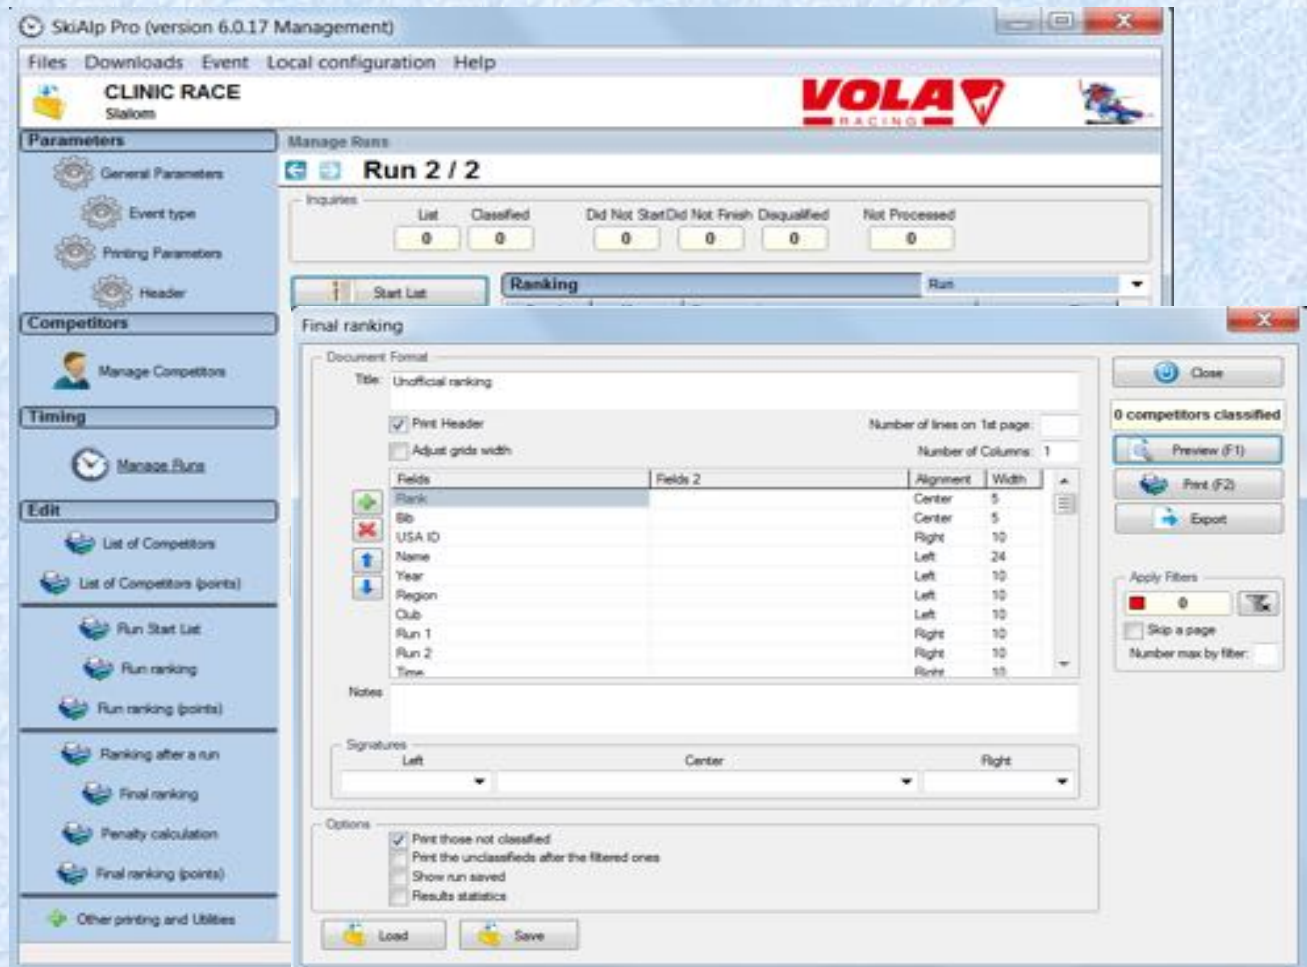 SkiAlp Pro (version 6.0.17 Management)
Files Downloads Event Local configuration Help
CLINIC RACE
Slalom
VOLA
RACING
Parameters
General Parameters
Event type
Printing Parameters
Header
Competitors
Manage Competitors
Timing
Manage Runs
Edit
List of Competitors
List of Competitors (points)
Run Start List
Run ranking
Run ranking (points)
Ranking after a run
Final ranking
Penalty calculation
Final ranking (points)
Other printing and Utilities
Manage Runs
Run 2 / 2
Inquiries
List Classified Did Not Start Did Not Finish Disqualified Not Processed
0 0 0 0 0 0
Start List
Ranking Run
Final ranking
Document Format
Title: Unofficial ranking
Print Header Number of lines on 1st page:
Adjust grids width Number of Columns: 1
Fields Fields 2 Alignment Width
Rank Center 5
Bib Center 5
USA ID Right 10
Name Left 24
Year Left 10
Region Left 10
Club Left 10
Run 1 Right 10
Run 2 Right 10
Time Right 10
Notes
Signatures
Left Center Right
Options
Print those not classified
Print the unclassifieds after the filtered ones
Show run saved
Results statistics
Load Save
Close
0 competitors classified
Preview (F1)
Print (F2)
Export
Apply Filters
0
Skip a page
Number max by filter: